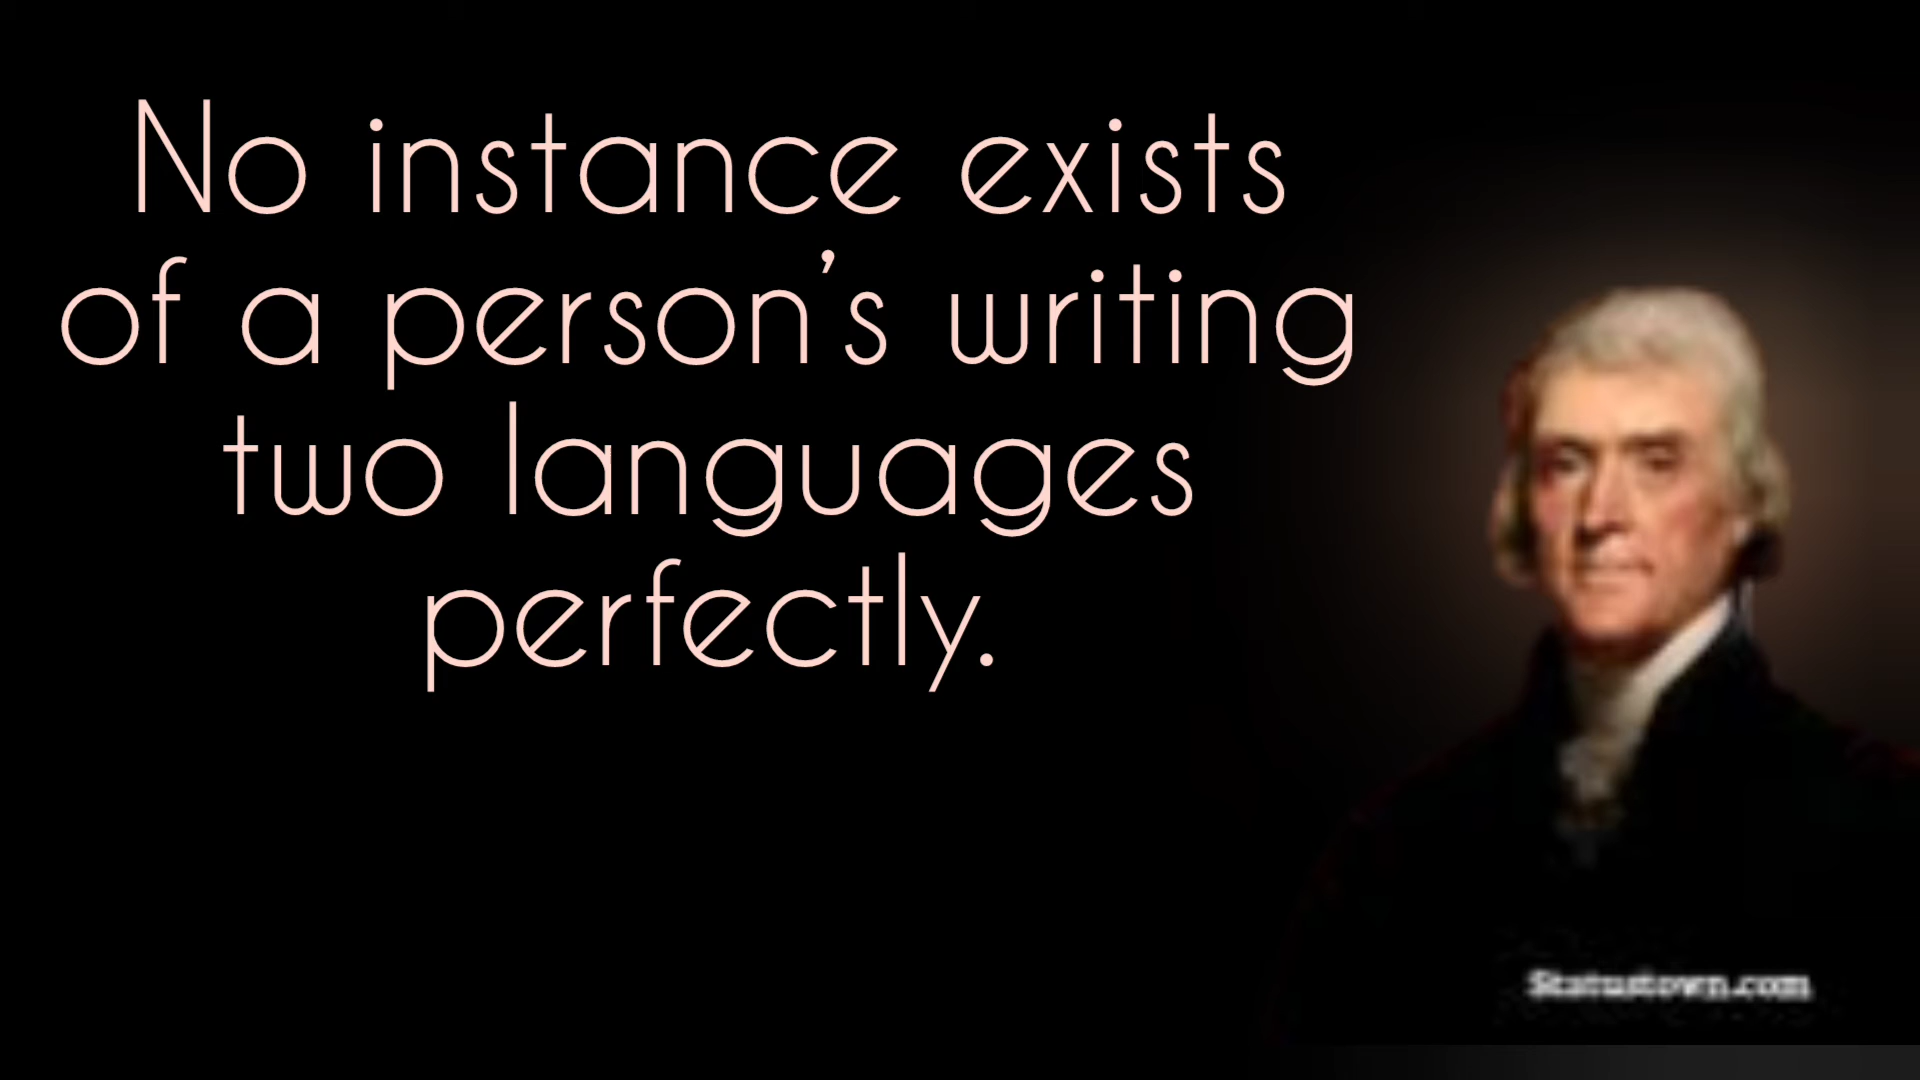 No instance exists
of a person's writing
two languages
perfectly.
Statustown.com